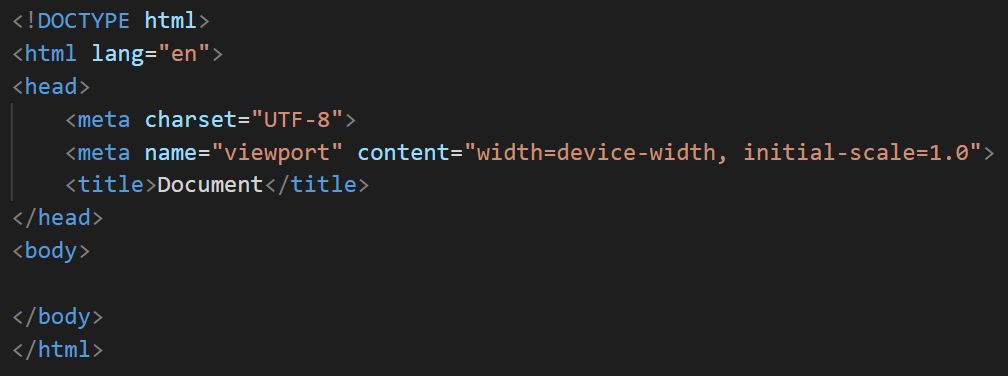 <!DOCTYPE html>
<html lang="en">
<head>
    <meta charset="UTF-8">
    <meta name="viewport" content="width=device-width, initial-scale=1.0">
    <title>Document</title>
</head>
<body>

</body>
</html>